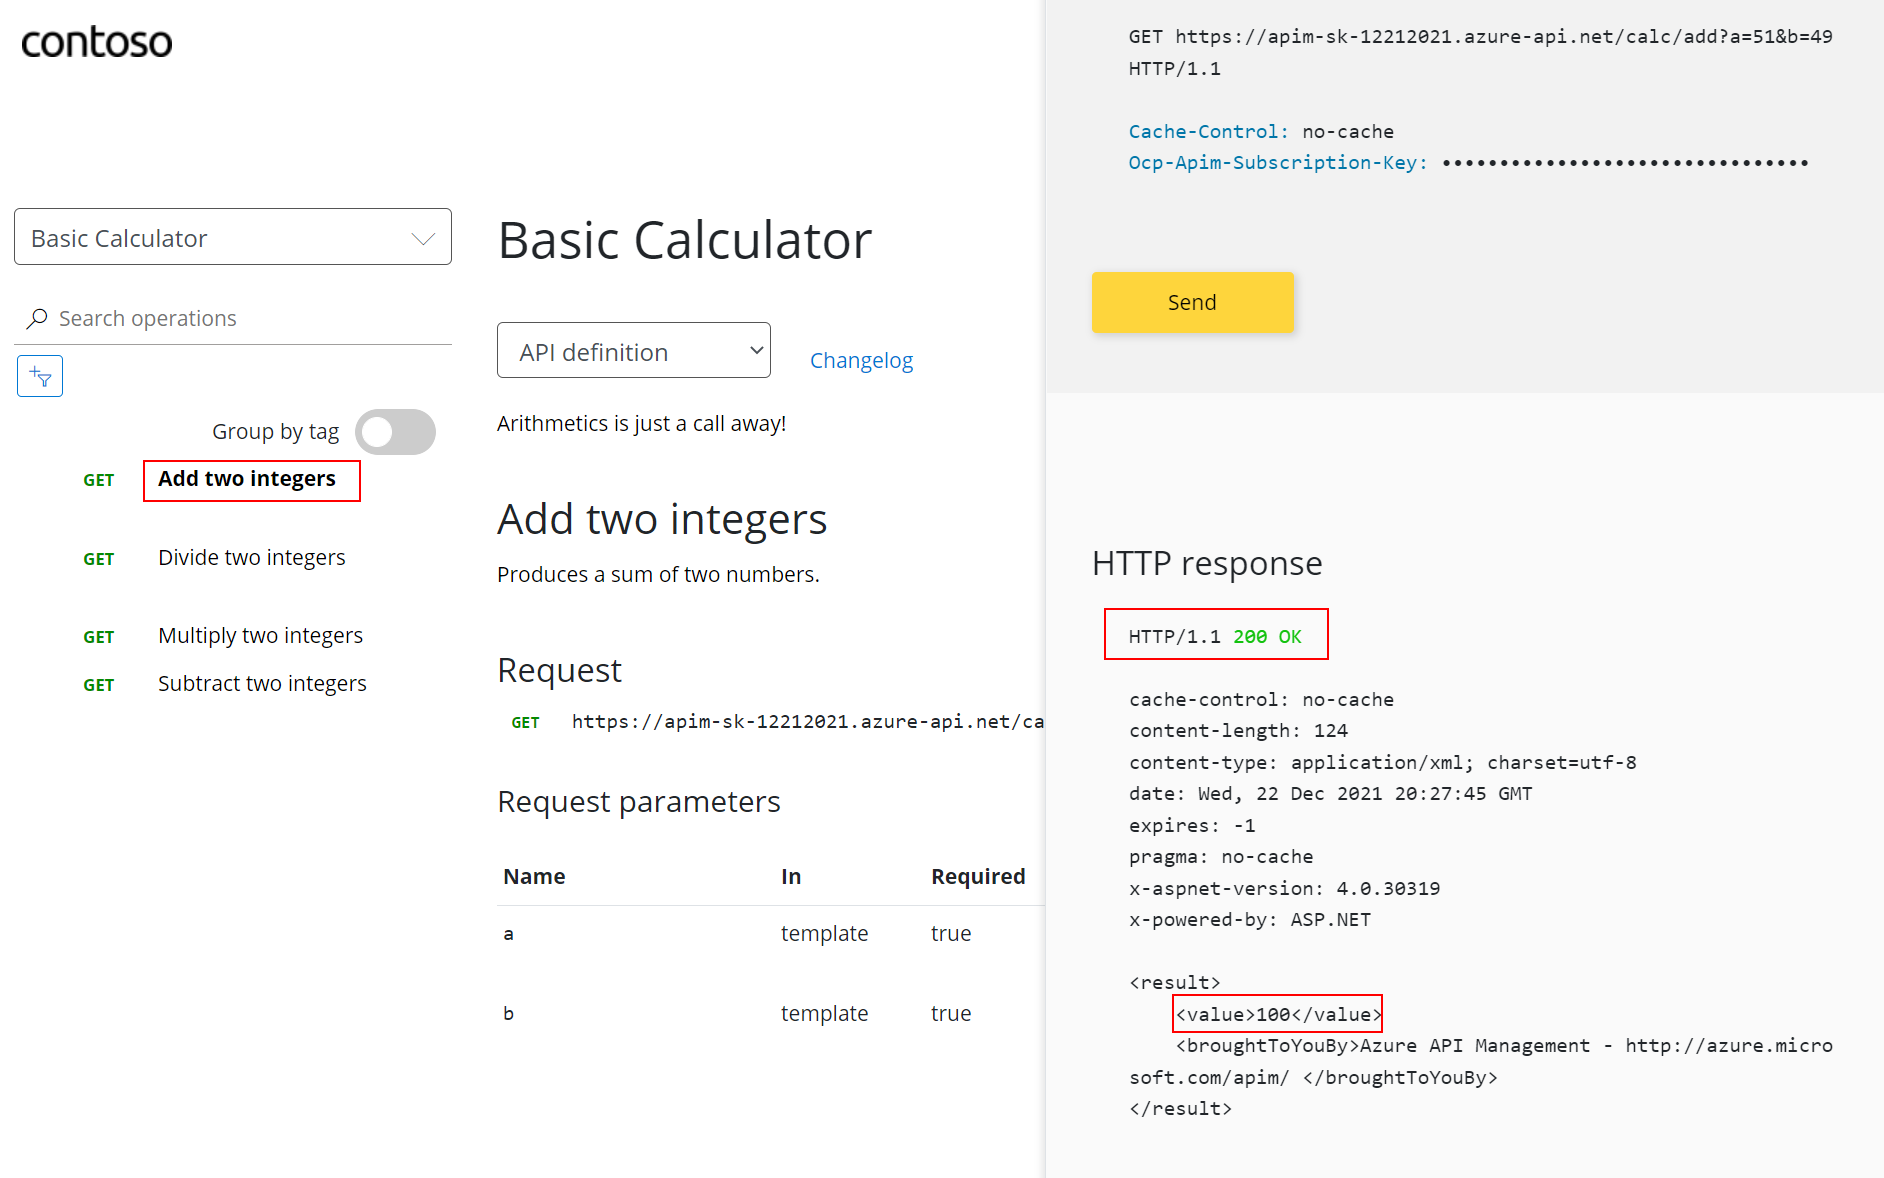 contoso
Basic Calculator
Search operations
Group by tag
GET Add two integers
GET Divide two integers
GET Multiply two integers
GET Subtract two integers
Basic Calculator
API definition
Changelog
Arithmetics is just a call away!
Add two integers
Produces a sum of two numbers.
Request
GET https://apim-sk-12212021.azure-api.net/ca
Request parameters
Name In Required
a template true
b template true
GET https://apim-sk-12212021.azure-api.net/calc/add?a=51&b=49
HTTP/1.1
Cache-Control: no-cache
Ocp-Apim-Subscription-Key: ••••••••••••••••••••••••••••••••
Send
HTTP response
HTTP/1.1 200 OK
cache-control: no-cache
content-length: 124
content-type: application/xml; charset=utf-8
date: Wed, 22 Dec 2021 20:27:45 GMT
expires: -1
pragma: no-cache
x-aspnet-version: 4.0.30319
x-powered-by: ASP.NET
<result>
<value>100</value>
<broughtToYouBy>Azure API Management - http://azure.micro
soft.com/apim/ </broughtToYouBy>
</result>